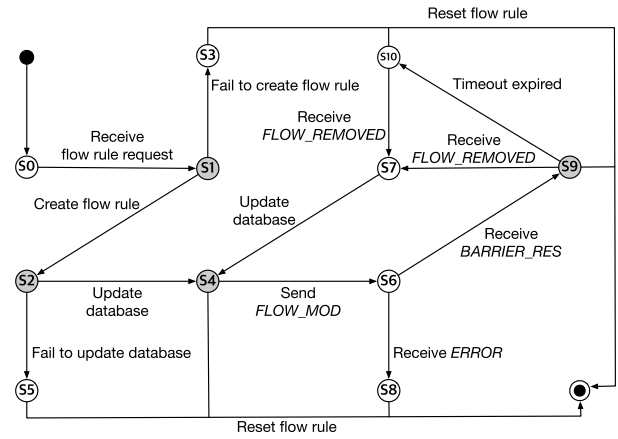 Reset flow rule
S3
S10
Fail to create flow rule
Timeout expired
Receive
FLOW_REMOVED
Receive
flow rule request
Receive
FLOW_REMOVED
S0
S1
S7
S9
Create flow rule
Update
database
Receive
BARRIER_RES
S2
S4
S6
Update
database
Send
FLOW_MOD
Fail to update database
Receive ERROR
S5
S8
Reset flow rule